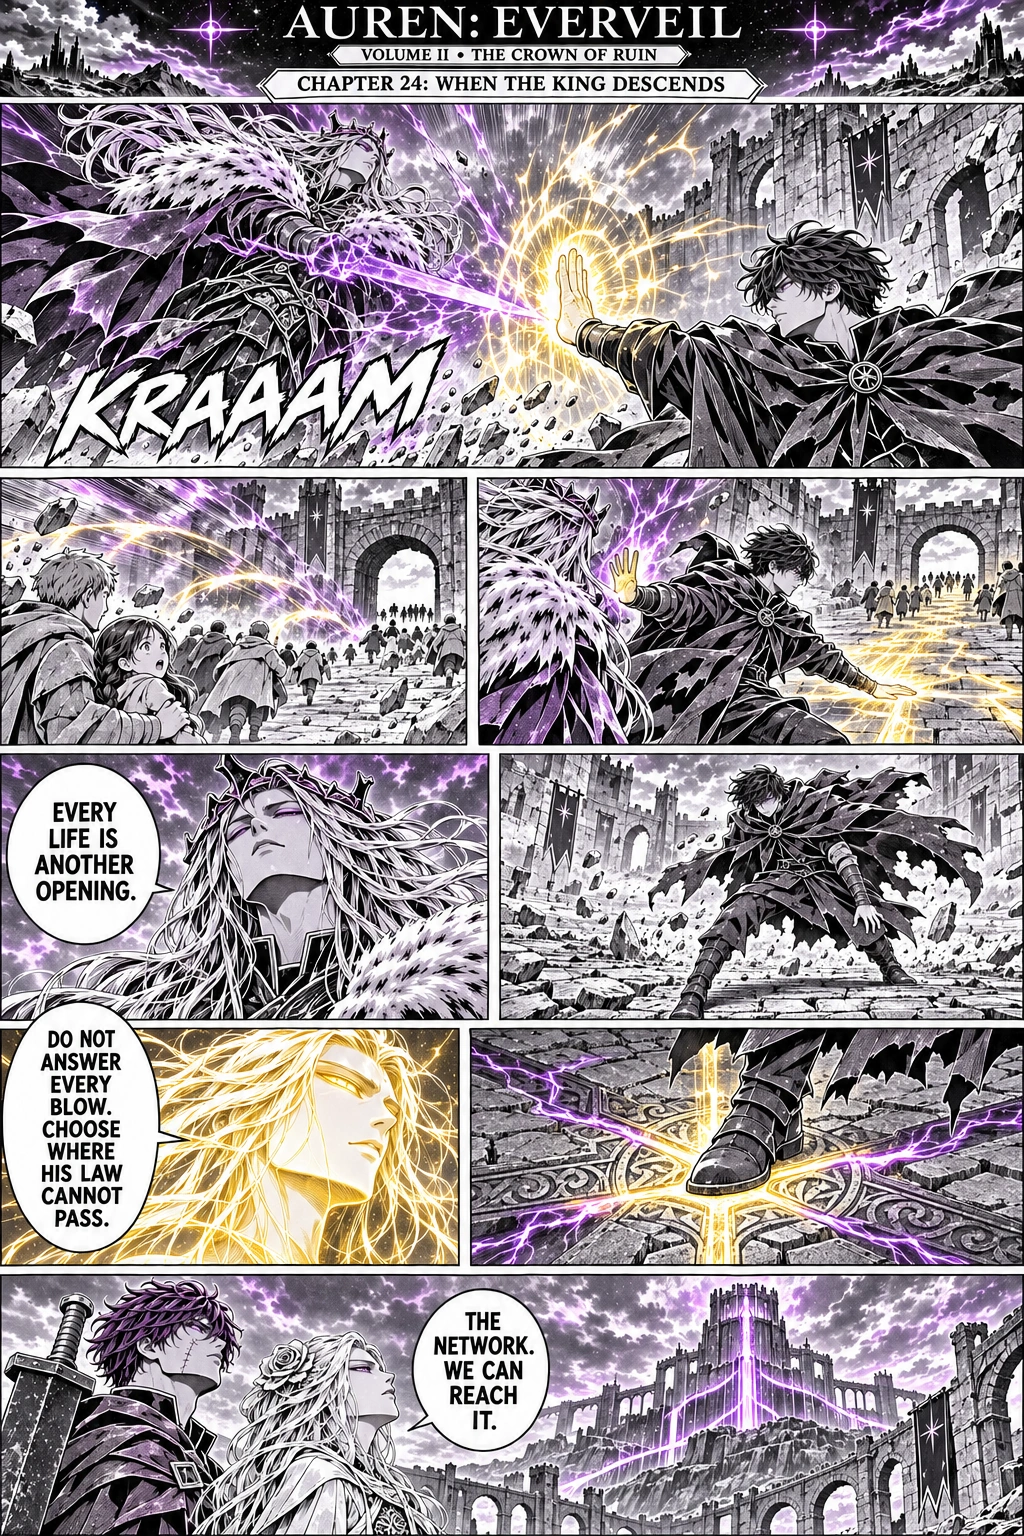 AUREN: EVERVEIL
VOLUME II • THE CROWN OF RUIN
CHAPTER 24: WHEN THE KING DESCENDS
KRAAAM
EVERY
LIFE IS
ANOTHER
OPENING.
DO NOT
ANSWER
EVERY
BLOW.
CHOOSE
WHERE
HIS LAW
CANNOT
PASS.
THE
NETWORK.
WE CAN
REACH
IT.